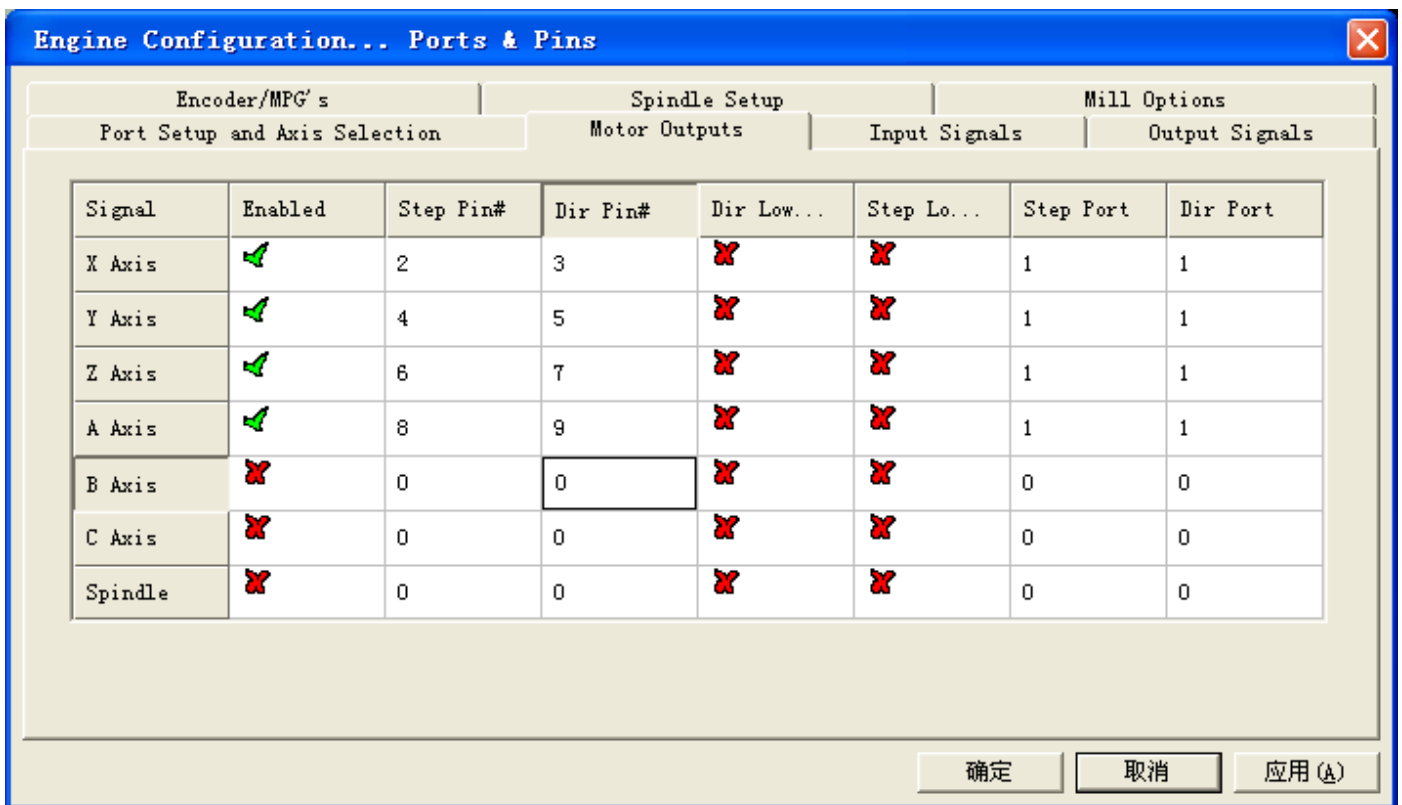 Engine Configuration... Ports & Pins
Encoder/MPG's Spindle Setup Mill Options
Port Setup and Axis Selection Motor Outputs Input Signals Output Signals
Signal Enabled Step Pin# Dir Pin# Dir Low... Step Lo... Step Port Dir Port
X Axis 2 3 1 1
Y Axis 4 5 1 1
Z Axis 6 7 1 1
A Axis 8 9 1 1
B Axis 0 0 0 0
C Axis 0 0 0 0
Spindle 0 0 0 0
确定 取消 应用(A)